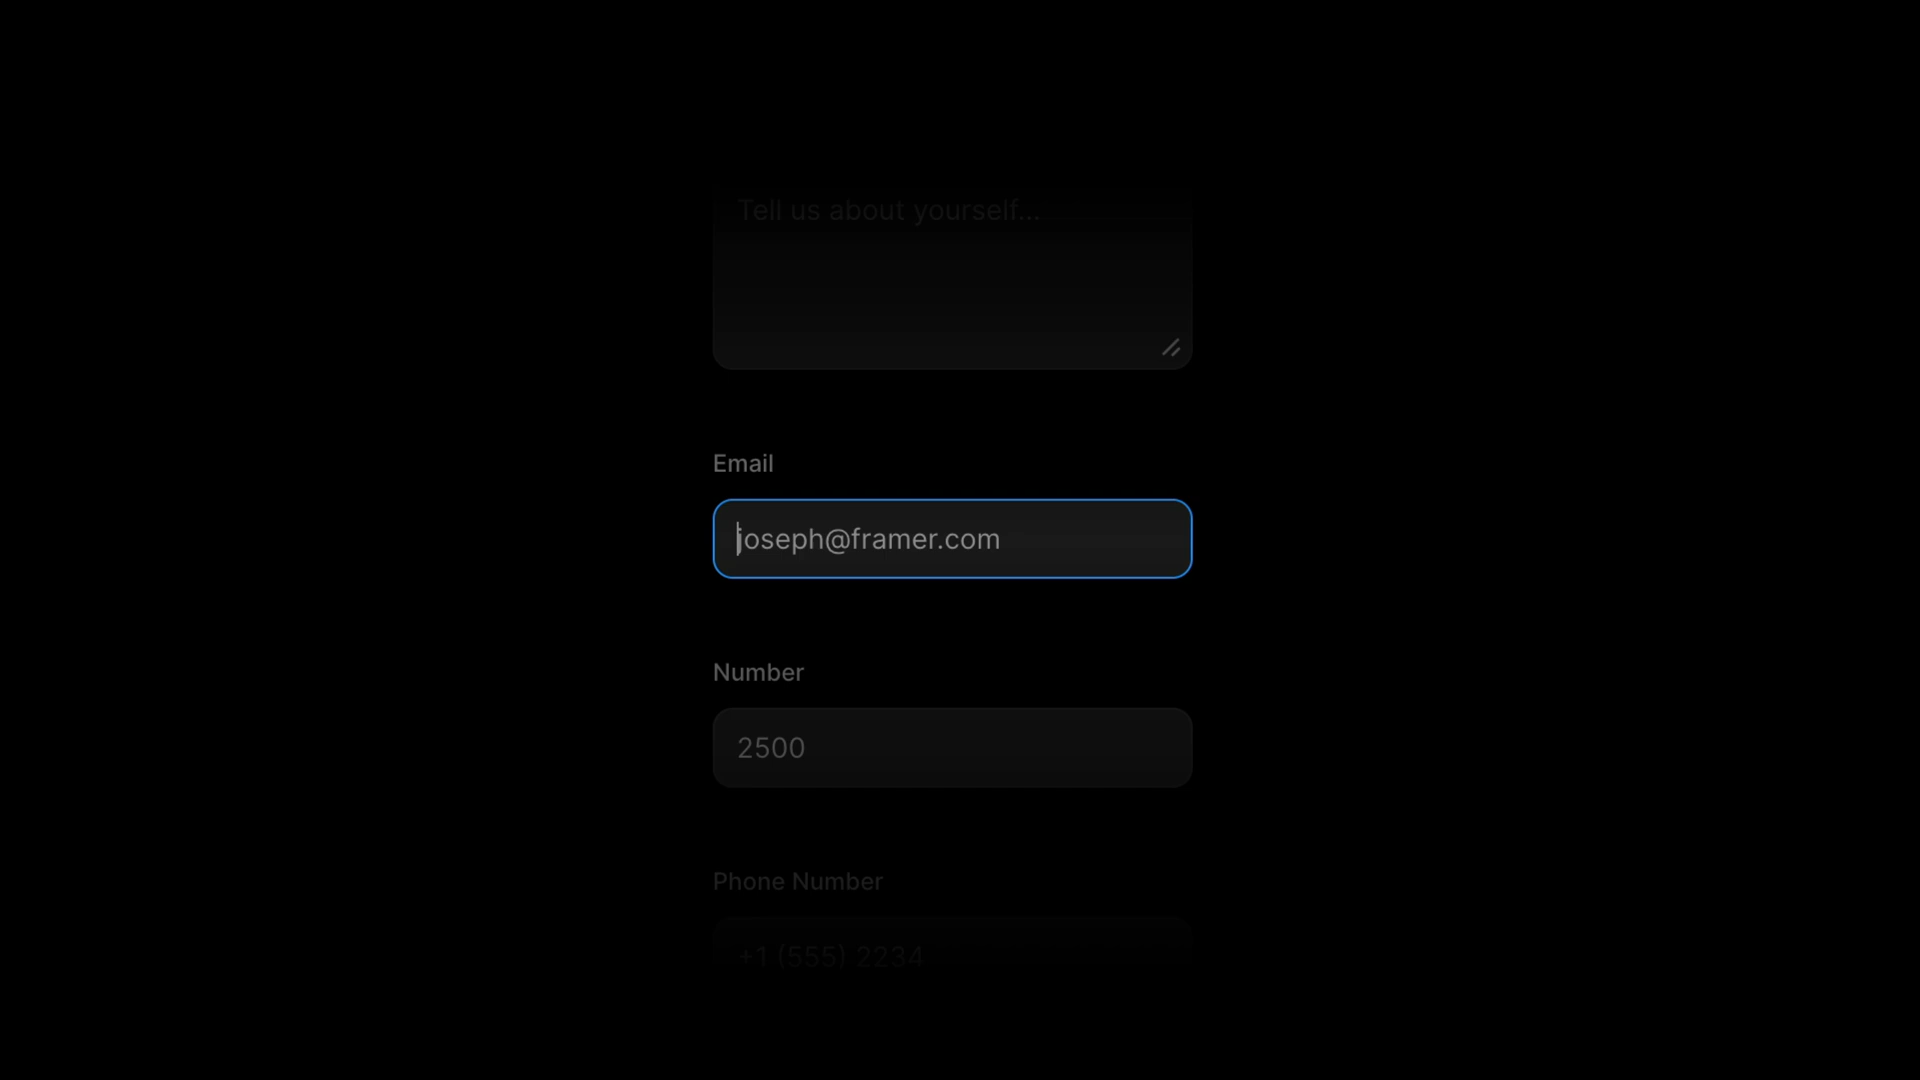 Tell us about yourself...
Email
joseph@framer.com
Number
2500
Phone Number
+1 (555) 2234